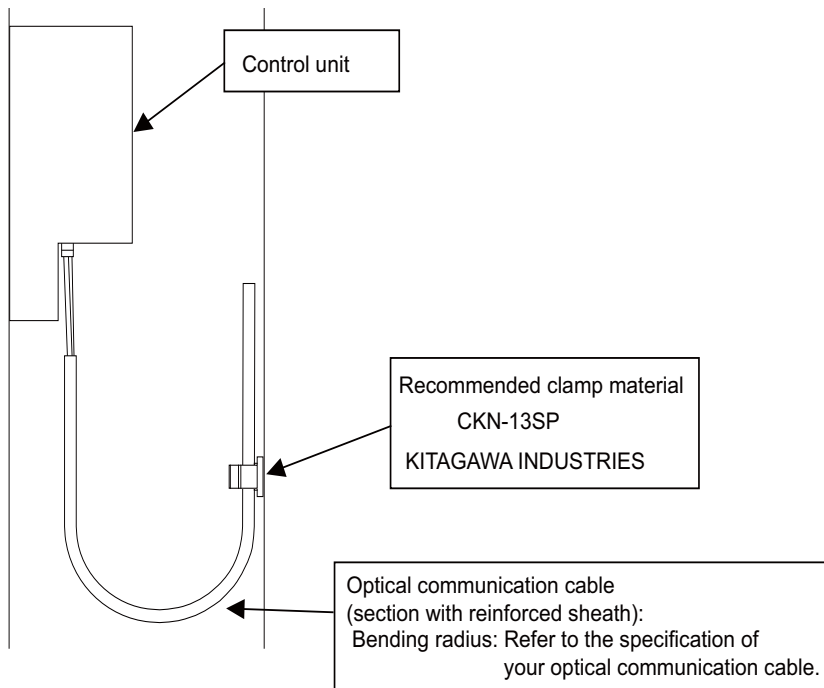 Control unit
Recommended clamp material
CKN-13SP
KITAGAWA INDUSTRIES
Optical communication cable
(section with reinforced sheath):
Bending radius: Refer to the specification of
your optical communication cable.